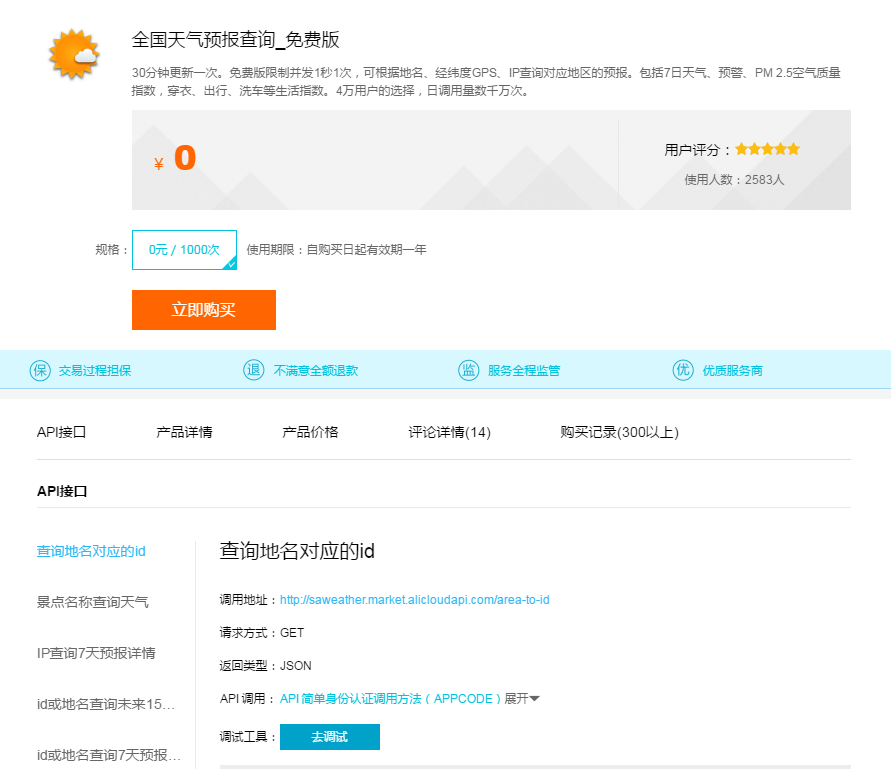 全国天气预报查询_免费版
30分钟更新一次。免费版限制并发1秒1次，可根据地名、经纬度GPS、IP查询对应地区的预报。包括7日天气、预警、PM 2.5空气质量
指数，穿衣、出行、洗车等生活指数。4万用户的选择，日调用量数千万次。
¥ 0
用户评分：
使用人数：2583人
规格： 0元 / 1000次 使用期限：自购买日起有效期一年
立即购买
保 交易过程担保 退 不满意全额退款 监 服务全程监管 优 优质服务商
API接口 产品详情 产品价格 评论详情(14) 购买记录(300以上)
API接口
查询地名对应的id
景点名称查询天气
IP查询7天预报详情
id或地名查询未来15...
id或地名查询7天预报...
查询地名对应的id
调用地址：http://saweather.market.alicloudapi.com/area-to-id
请求方式：GET
返回类型：JSON
API 调用： API 简单身份认证调用方法（ APPCODE ）展开
调试工具： 去调试